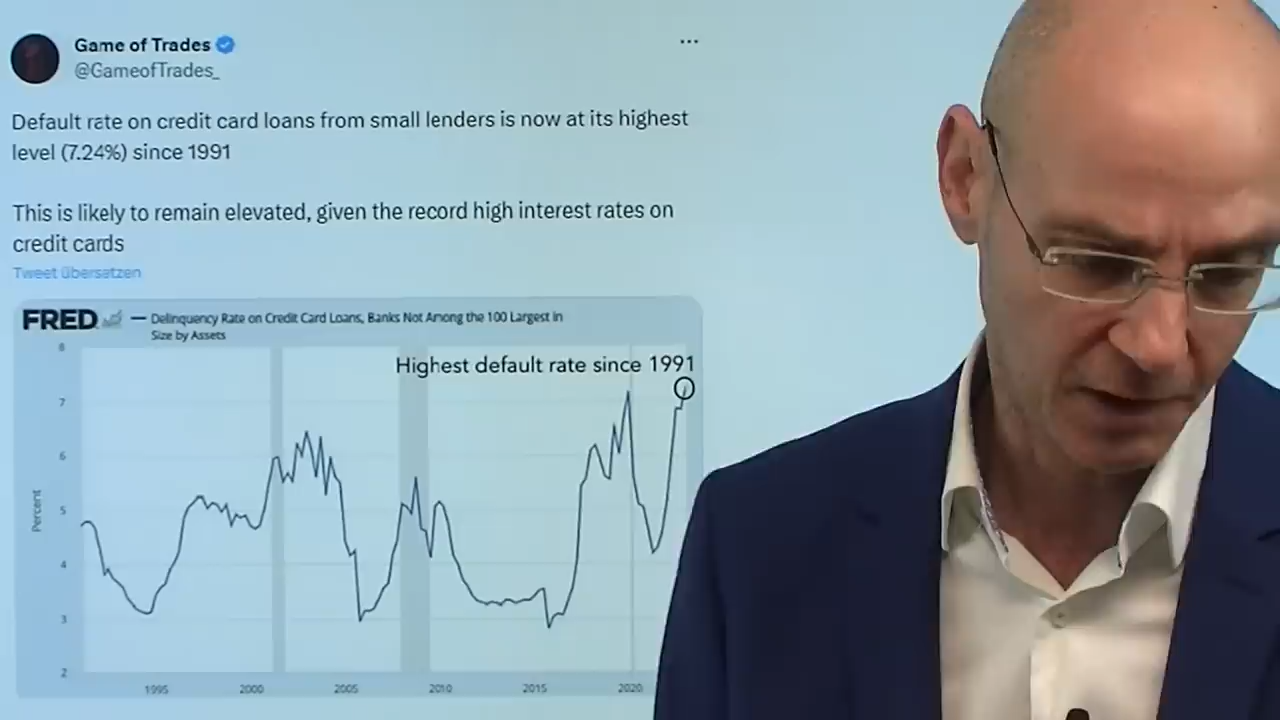 Game of Trades
@GameofTrades_
Default rate on credit card loans from small lenders is now at its highest
level (7.24%) since 1991
This is likely to remain elevated, given the record high interest rates on
credit cards
Tweet übersetzen
FRED — Delinquency Rate on Credit Card Loans, Banks Not Among the 100 Largest in
Size by Assets
Highest default rate since 1991
8
7
6
5
4
3
2
Percent
1995 2000 2005 2010 2015 2020